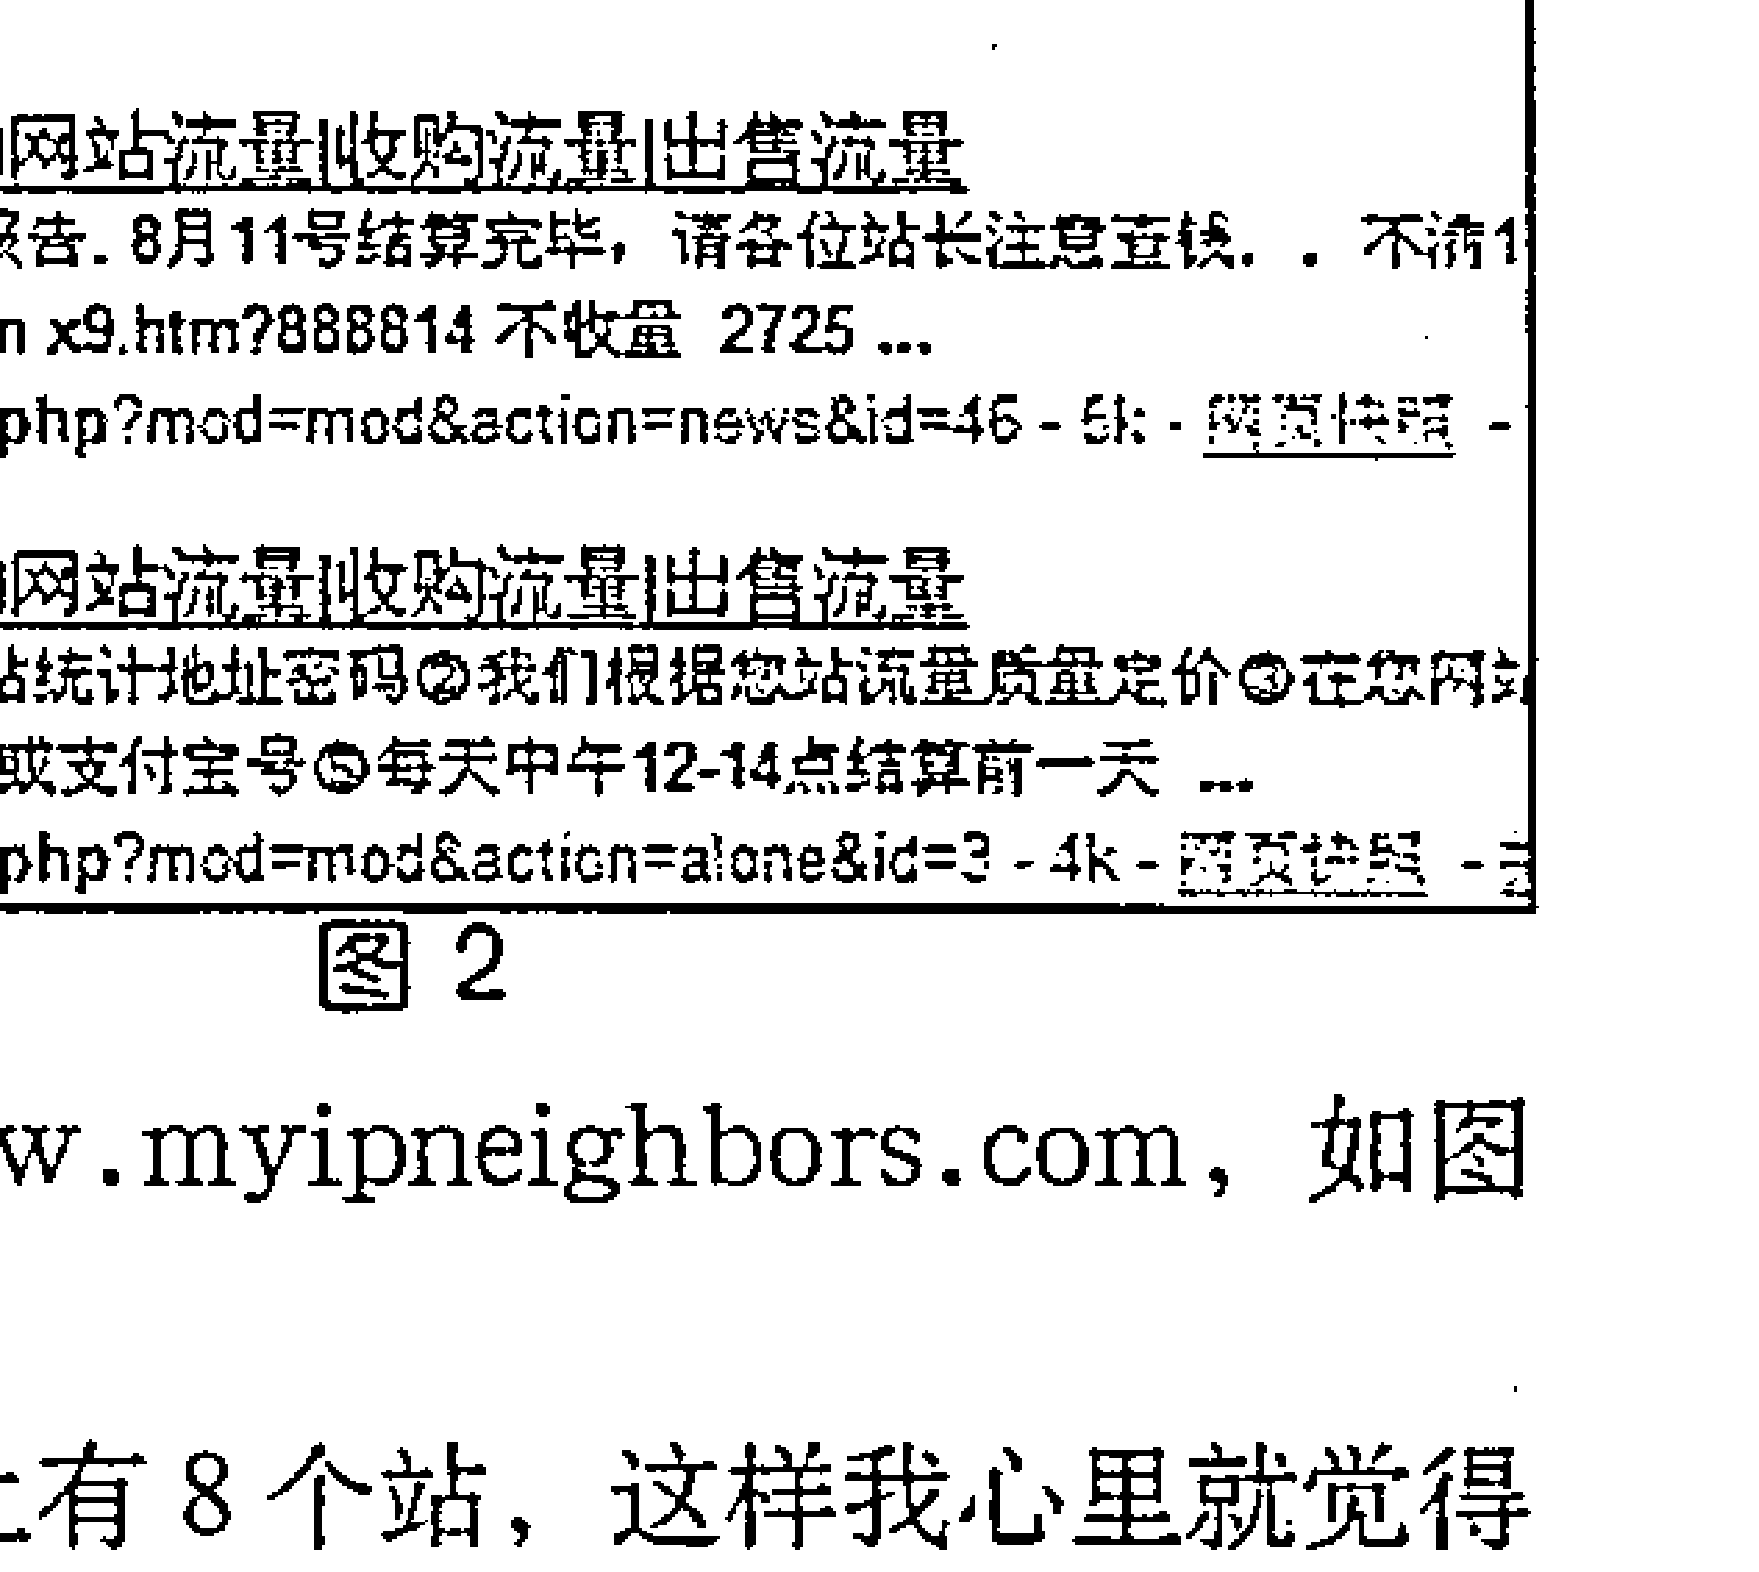 网站流量|收购流量|出售流量
报告. 8月11号结算完毕，请各位站长注意查钱. . 不满1
n x9.htm?888814 不收量 2725 ...
php?mod=mod&action=news&id=46 - 5k - 网页快照 -
网站流量|收购流量|出售流量
站统计地址密码②我们根据您站流量质量定价③在您网站
或支付宝号⑤每天中午12-14点结算前一天 ...
php?mod=mod&action=alone&id=3 - 4k - 网页快照 -
图 2
w.myipneighbors.com，如图
上有 8 个站，这样我心里就觉得